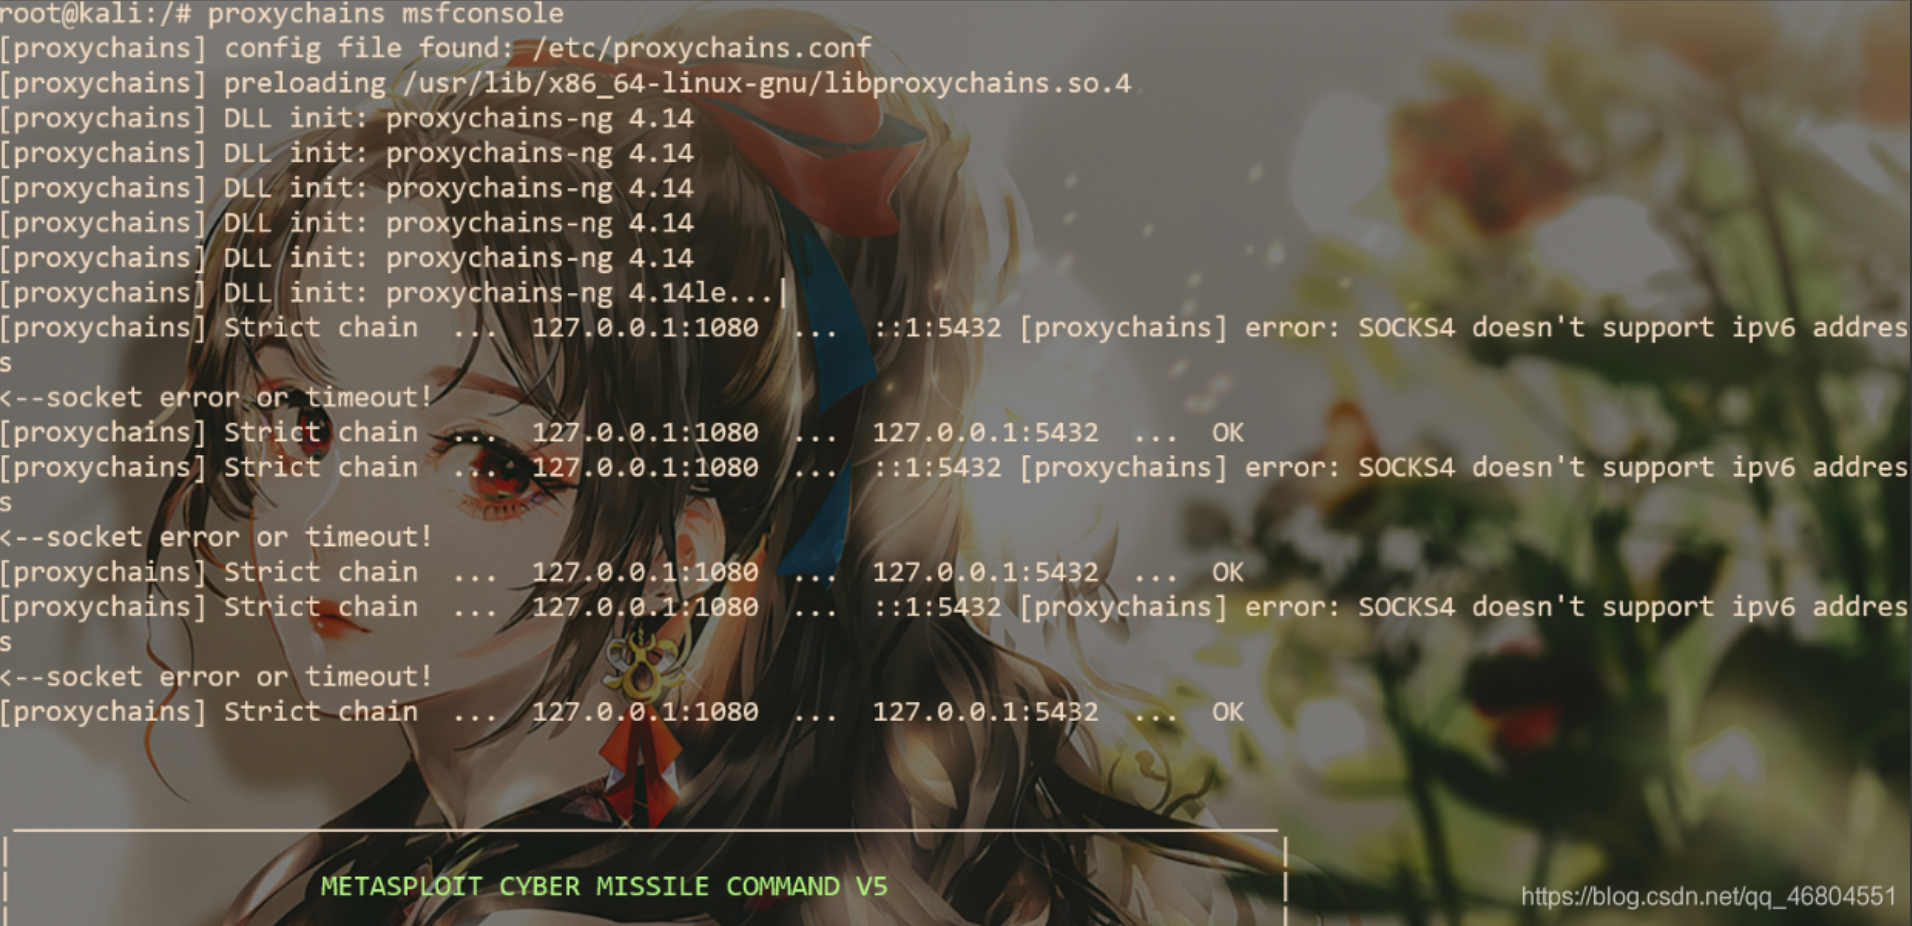 root@kali:/# proxychains msfconsole
[proxychains] config file found: /etc/proxychains.conf
[proxychains] preloading /usr/lib/x86_64-linux-gnu/libproxychains.so.4
[proxychains] DLL init: proxychains-ng 4.14
[proxychains] DLL init: proxychains-ng 4.14
[proxychains] DLL init: proxychains-ng 4.14
[proxychains] DLL init: proxychains-ng 4.14
[proxychains] DLL init: proxychains-ng 4.14
[proxychains] DLL init: proxychains-ng 4.14le...|
[proxychains] Strict chain  ...  127.0.0.1:1080  ...  ::1:5432 [proxychains] error: SOCKS4 doesn't support ipv6 addres
s
<--socket error or timeout!
[proxychains] Strict chain  ...  127.0.0.1:1080  ...  127.0.0.1:5432  ...  OK
[proxychains] Strict chain  ...  127.0.0.1:1080  ...  ::1:5432 [proxychains] error: SOCKS4 doesn't support ipv6 addres
s
<--socket error or timeout!
[proxychains] Strict chain  ...  127.0.0.1:1080  ...  127.0.0.1:5432  ...  OK
[proxychains] Strict chain  ...  127.0.0.1:1080  ...  ::1:5432 [proxychains] error: SOCKS4 doesn't support ipv6 addres
s
<--socket error or timeout!
[proxychains] Strict chain  ...  127.0.0.1:1080  ...  127.0.0.1:5432  ...  OK
METASPLOIT CYBER MISSILE COMMAND V5
https://blog.csdn.net/qq_46804551